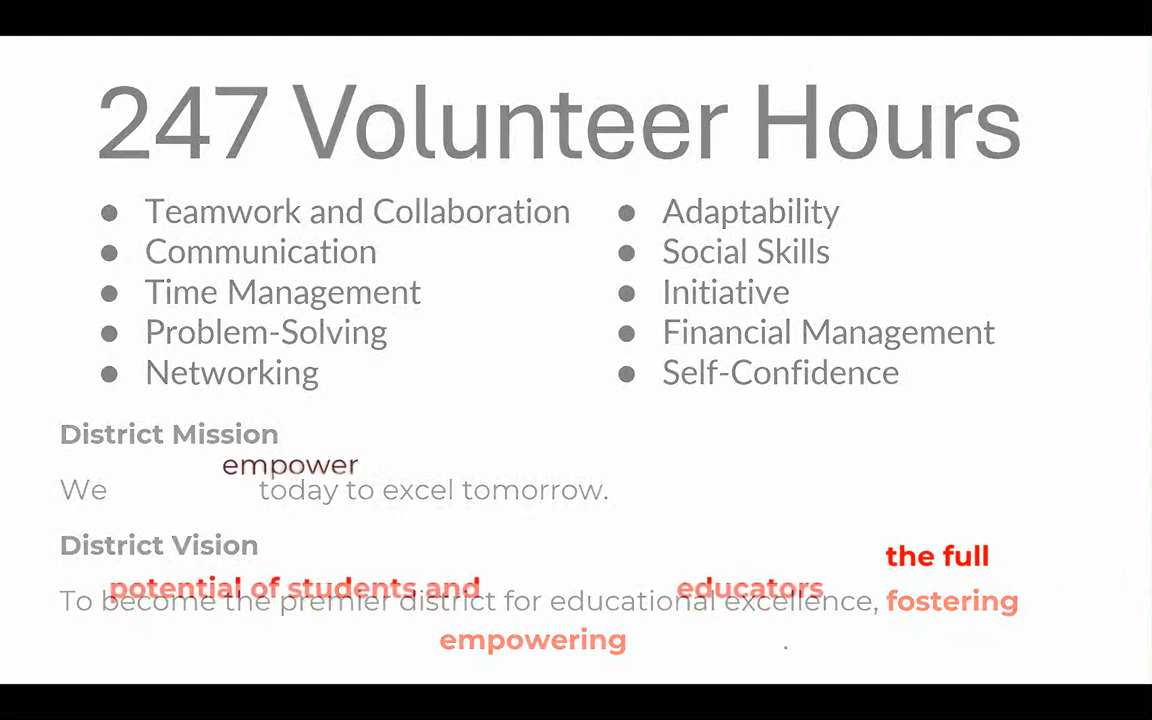 247 Volunteer Hours
● Teamwork and Collaboration
● Communication
● Time Management
● Problem-Solving
● Networking
● Adaptability
● Social Skills
● Initiative
● Financial Management
● Self-Confidence
District Mission
empower
We today to excel tomorrow.
District Vision
the full
potential of students and educators
To become the premier district for educational excellence, fostering
empowering .